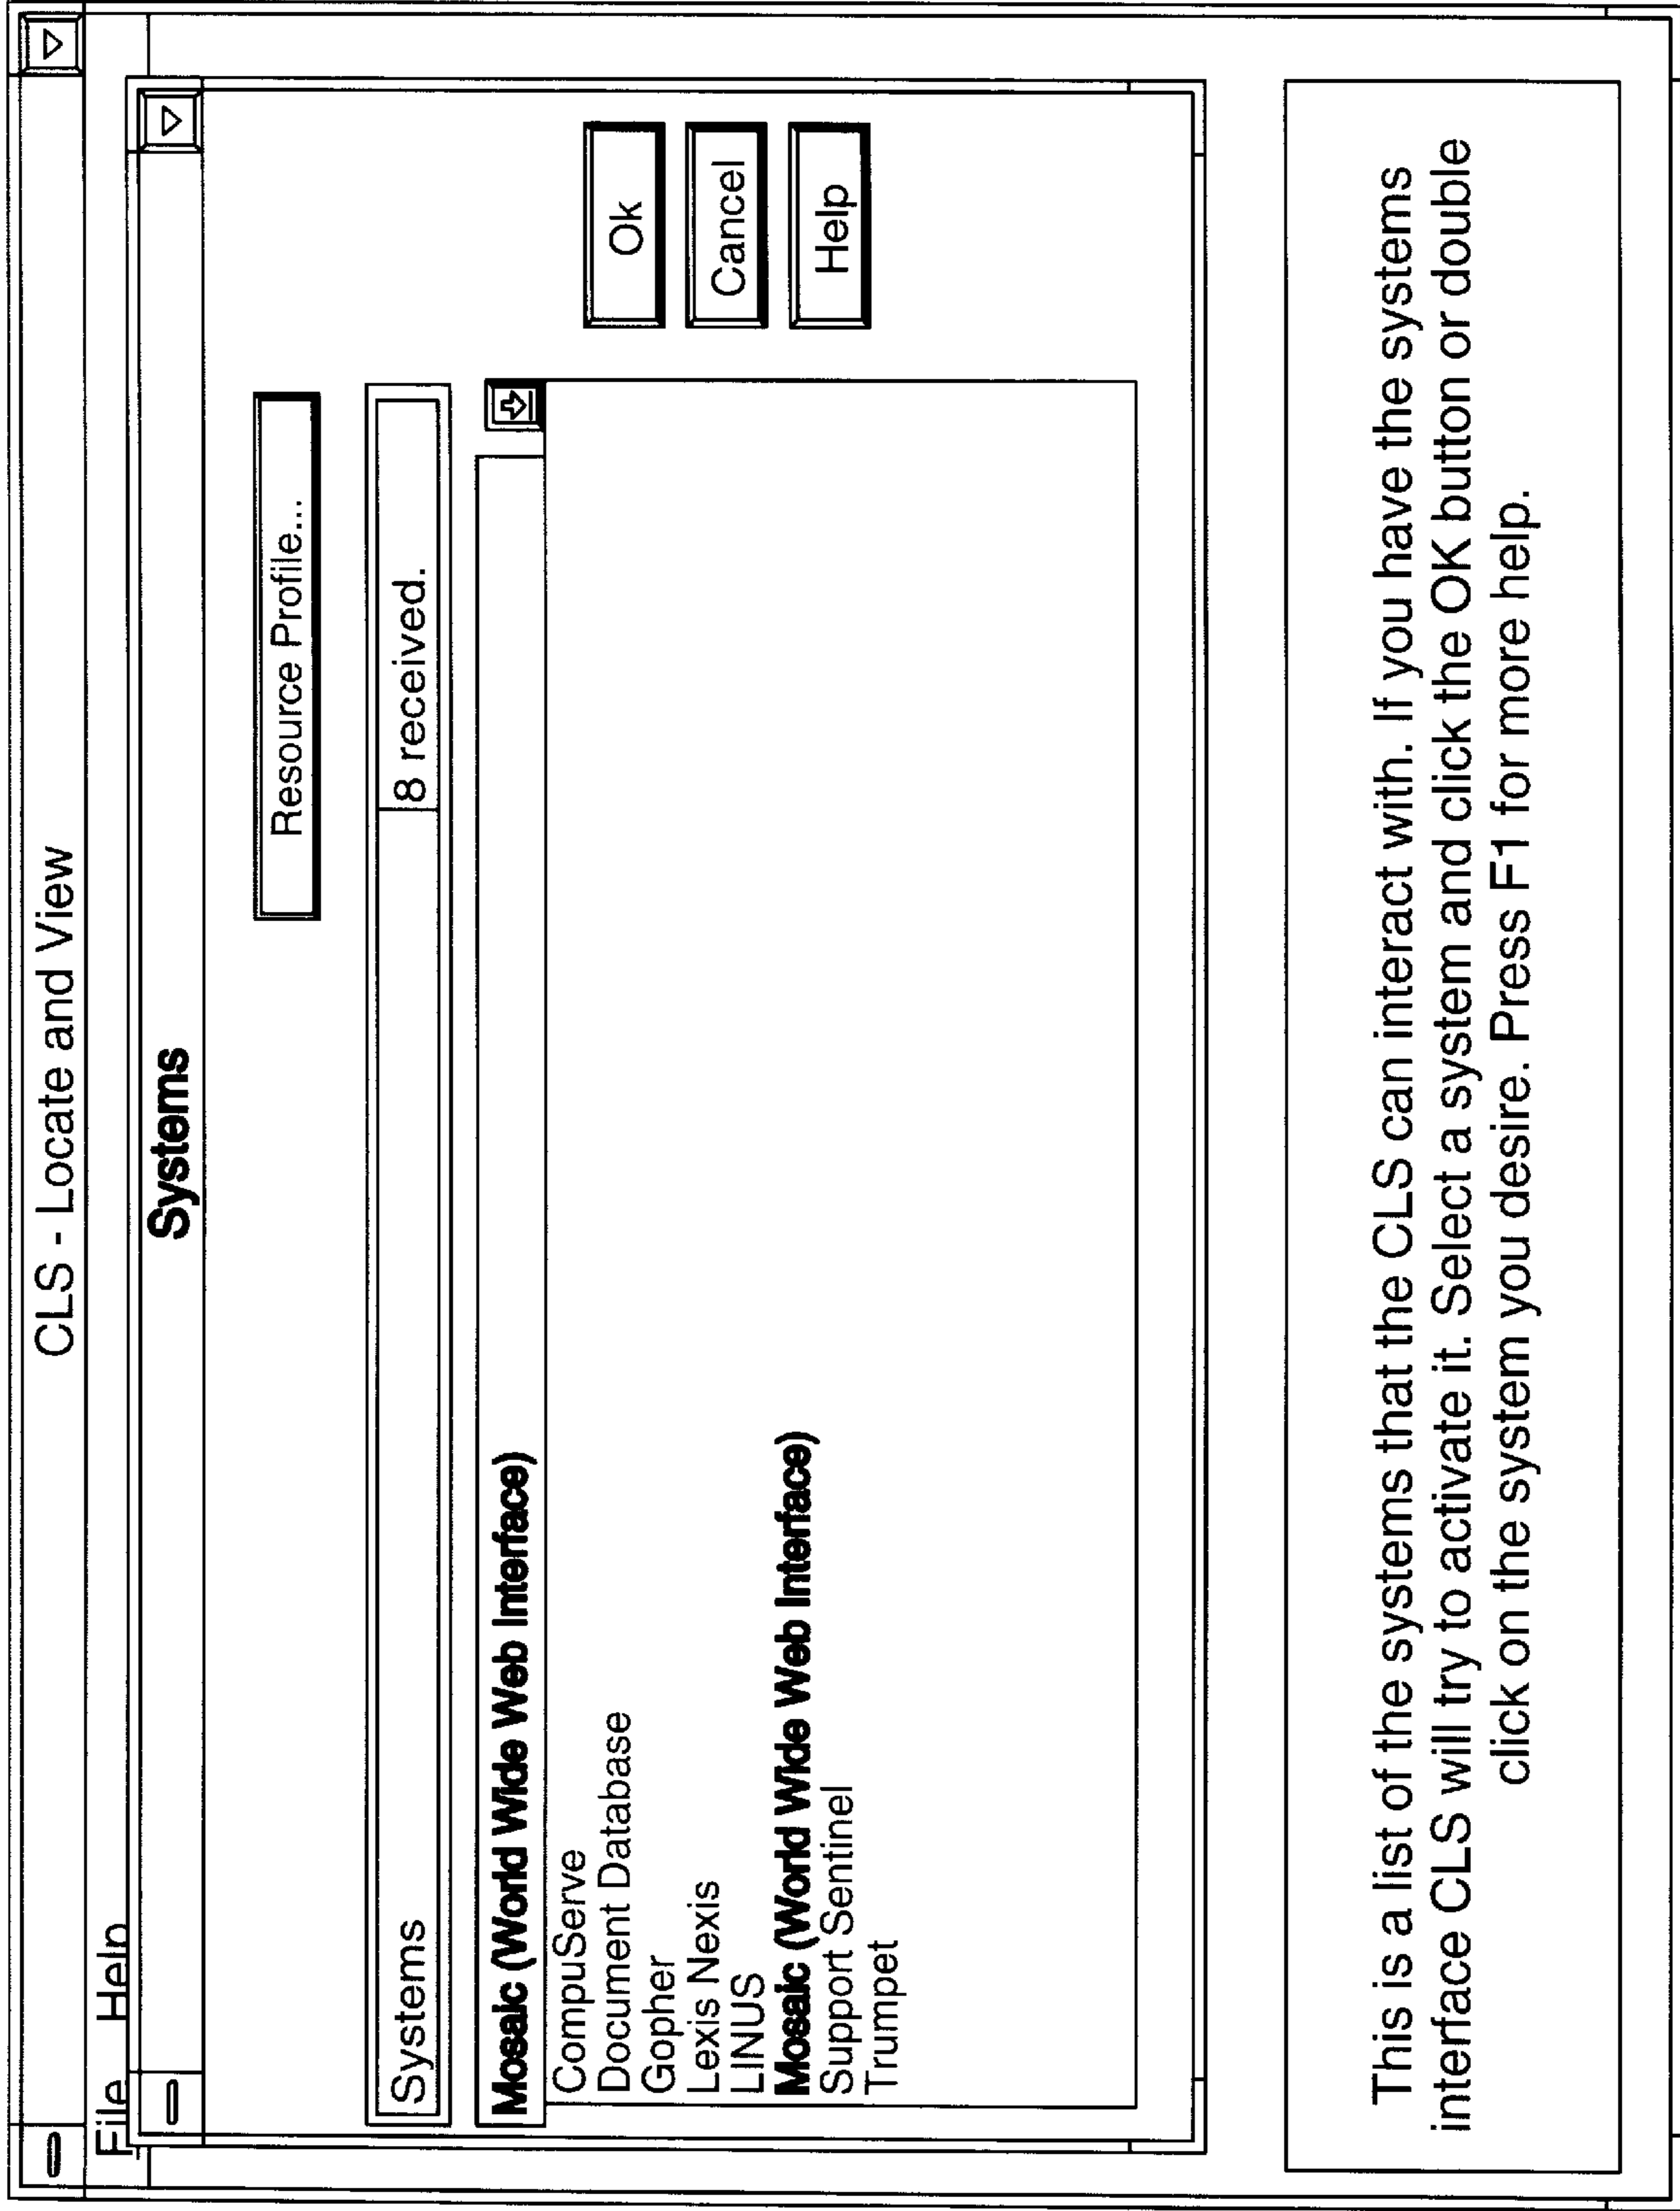 CLS - Locate and View
File Help
Systems
Resource Profile...
Systems 8 received.
Mosaic (World Wide Web Interface)
CompuServe
Document Database
Gopher
Lexis Nexis
LINUS
Mosaic (World Wide Web Interface)
Support Sentinel
Trumpet
Ok
Cancel
Help
This is a list of the systems that the CLS can interact with. If you have the systems
interface CLS will try to activate it. Select a system and click the OK button or double
click on the system you desire. Press F1 for more help.